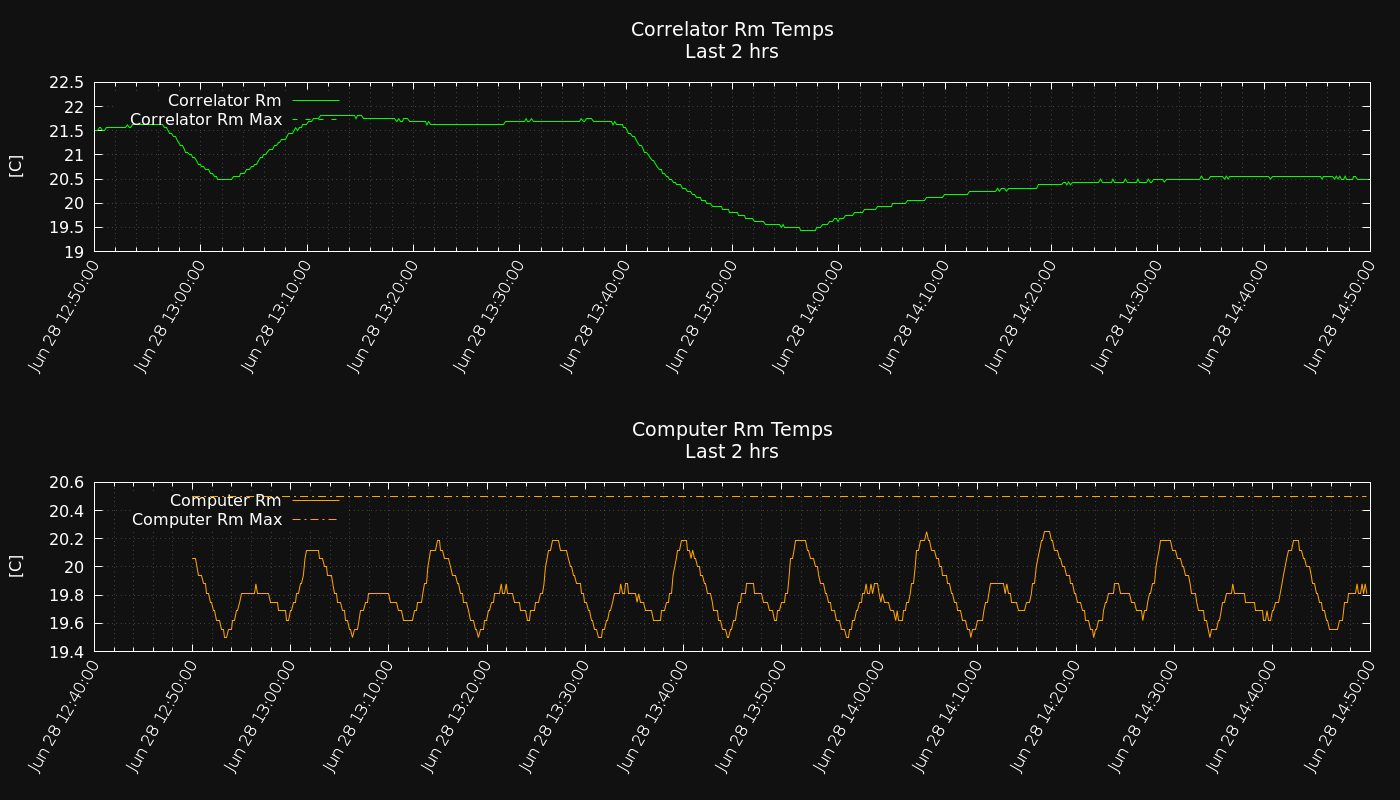 Correlator Rm Temps
Last 2 hrs
22.5
22
21.5
21
20.5
20
19.5
19
[C]
Correlator Rm
Correlator Rm Max
Jun 28 12:50:00
Jun 28 13:00:00
Jun 28 13:10:00
Jun 28 13:20:00
Jun 28 13:30:00
Jun 28 13:40:00
Jun 28 13:50:00
Jun 28 14:00:00
Jun 28 14:10:00
Jun 28 14:20:00
Jun 28 14:30:00
Jun 28 14:40:00
Jun 28 14:50:00
Computer Rm Temps
Last 2 hrs
20.6
20.4
20.2
20
19.8
19.6
19.4
[C]
Computer Rm
Computer Rm Max
Jun 28 12:40:00
Jun 28 12:50:00
Jun 28 13:00:00
Jun 28 13:10:00
Jun 28 13:20:00
Jun 28 13:30:00
Jun 28 13:40:00
Jun 28 13:50:00
Jun 28 14:00:00
Jun 28 14:10:00
Jun 28 14:20:00
Jun 28 14:30:00
Jun 28 14:40:00
Jun 28 14:50:00